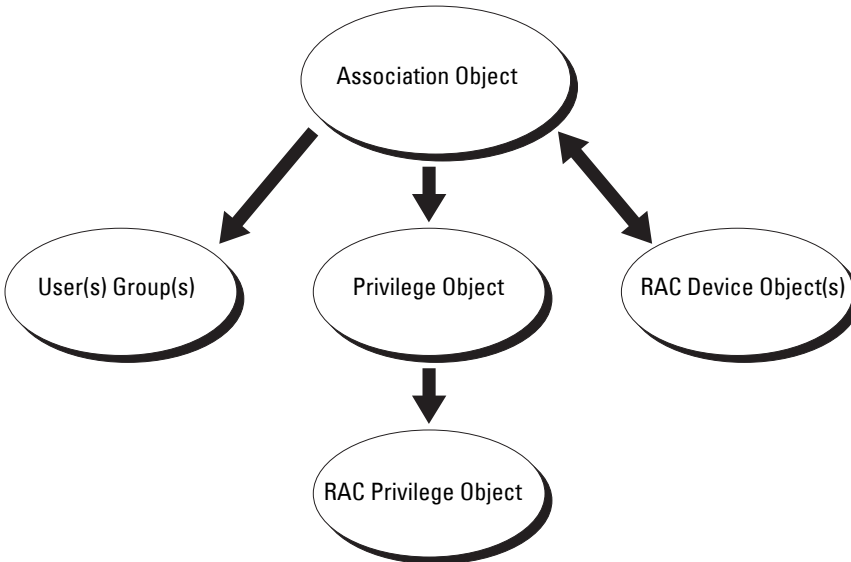 Association Object
User(s) Group(s)
Privilege Object
RAC Device Object(s)
RAC Privilege Object